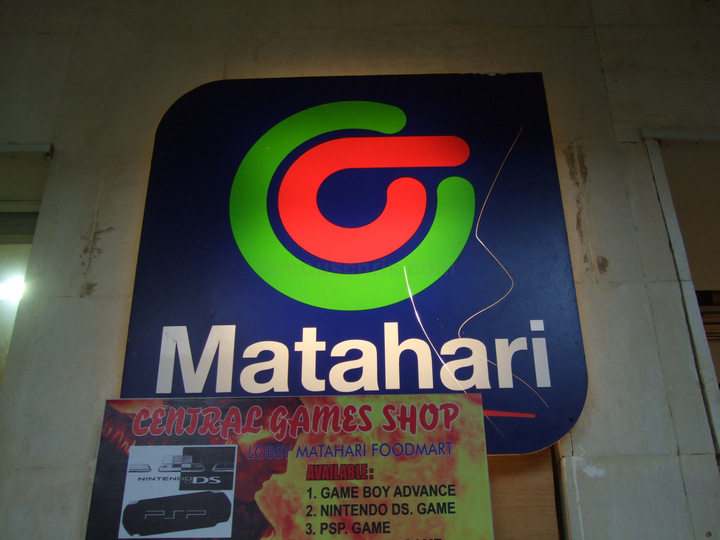 Matahari
CENTRAL GAMES SHOP
LOBBY MATAHARI FOODMART
AVAILABLE:
NINTENDO DS
1. GAME BOY ADVANCE
2. NINTENDO DS. GAME
PSP
3. PSP. GAME